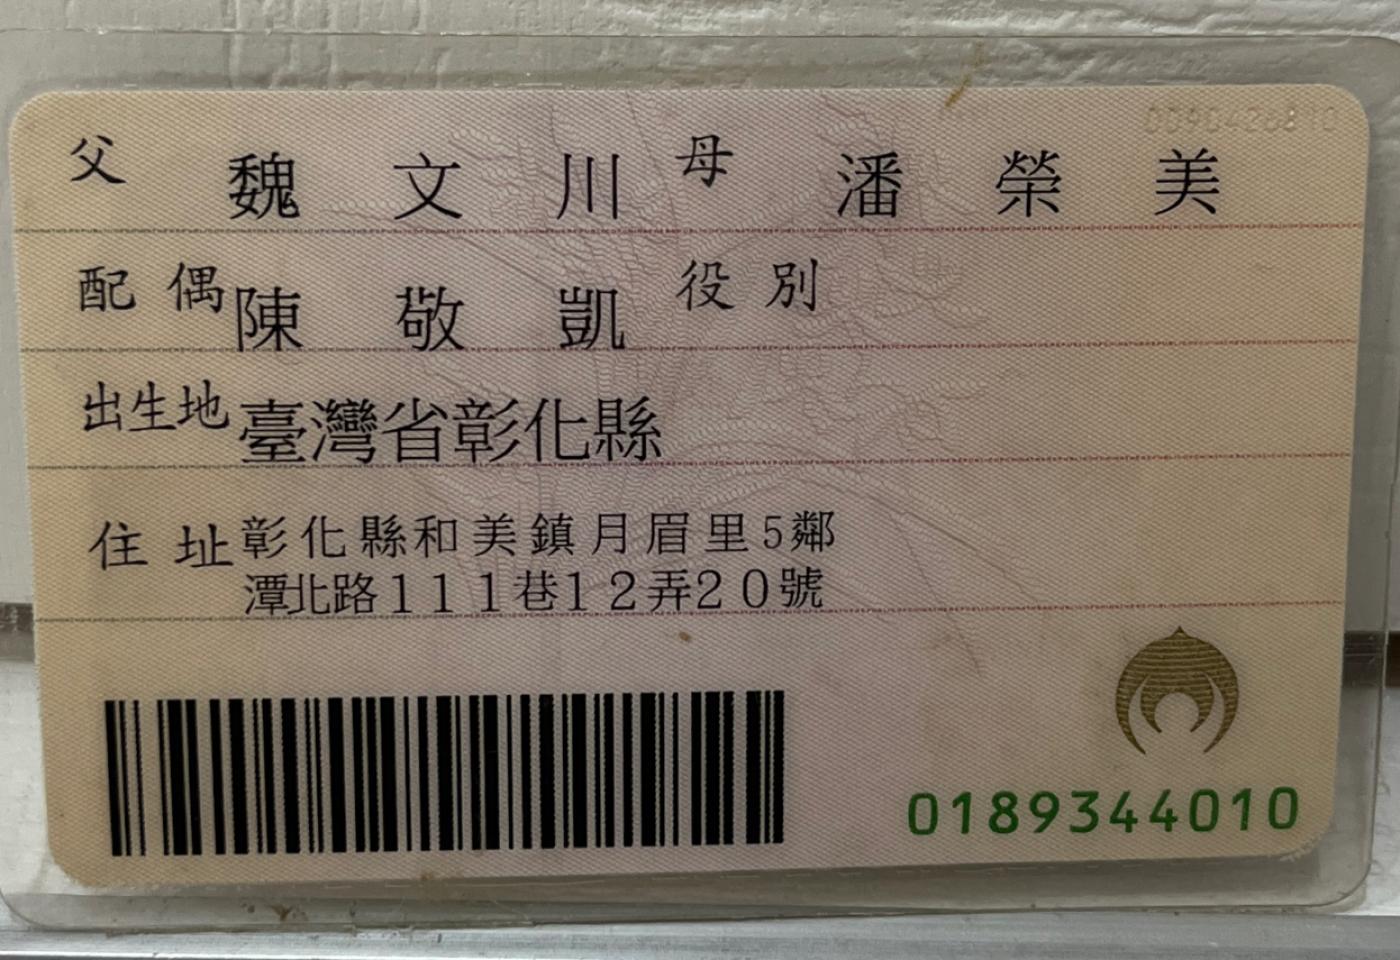 0090426810
父 魏文川 母 潘榮美
配偶 陳敬凱 役別
出生地 臺灣省彰化縣
住址 彰化縣和美鎮月眉里5鄰
潭北路111巷12弄20號
0189344010